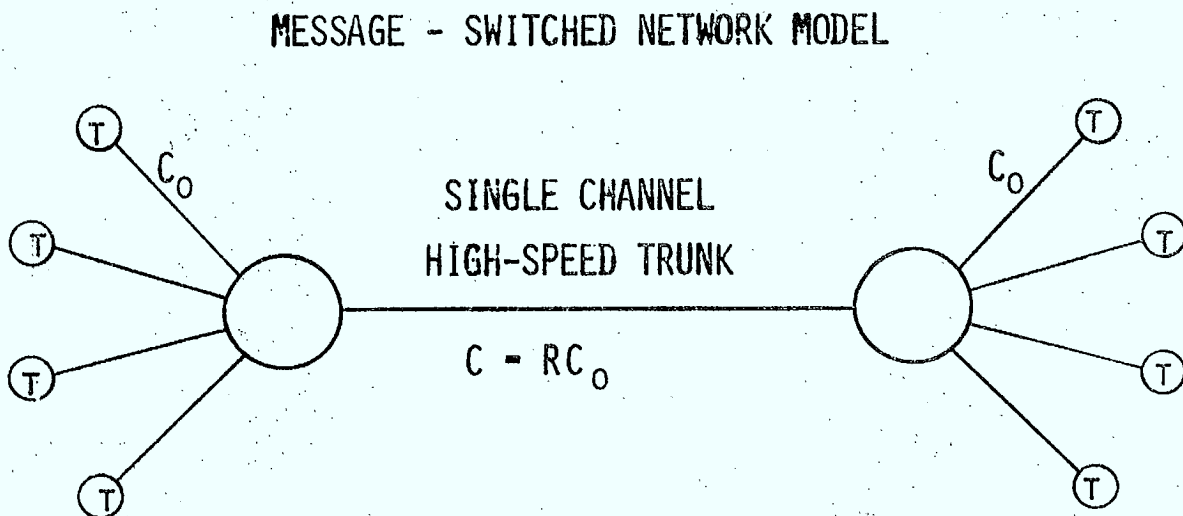 MESSAGE - SWITCHED NETWORK MODEL
T
T
C₀
C₀
SINGLE CHANNEL
T
T
HIGH-SPEED TRUNK
C - RC₀
T
T
T
T